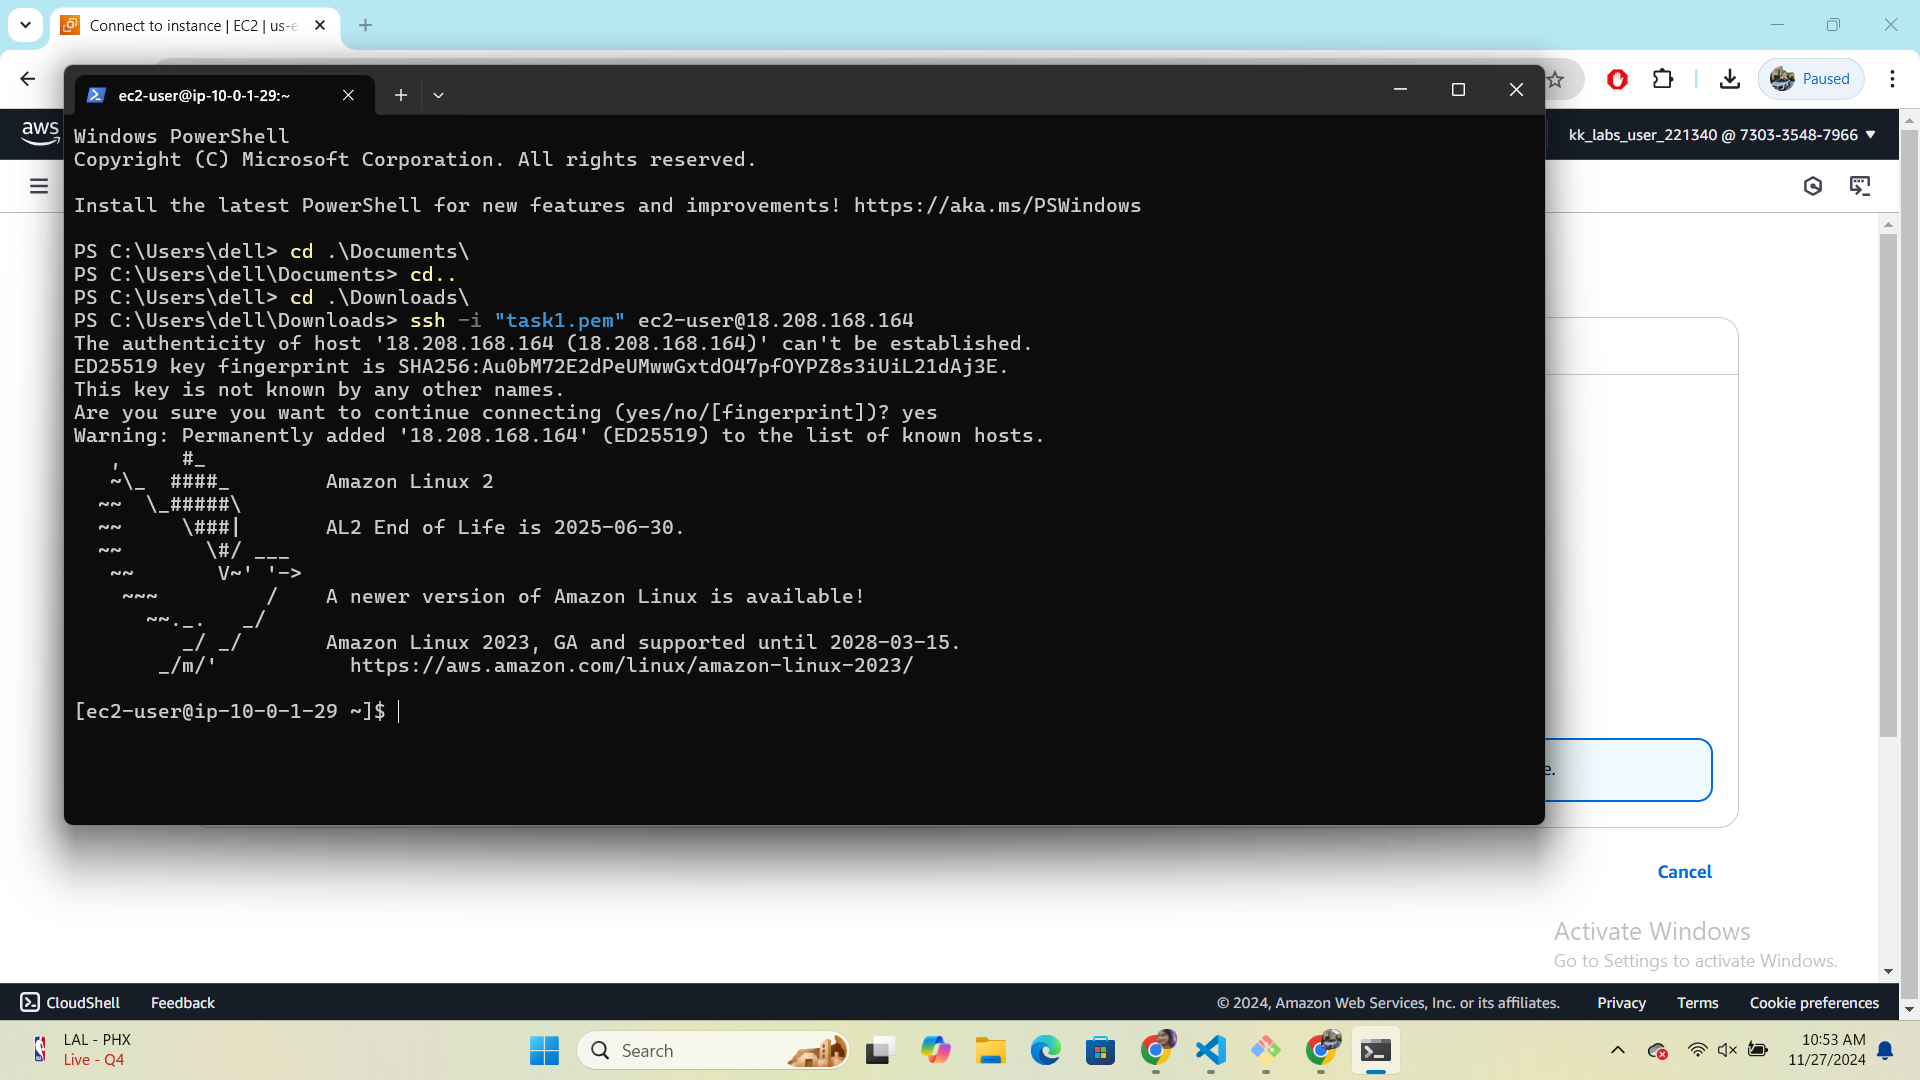 Connect to instance | EC2 | us-e
Paused
ec2-user@ip-10-0-1-29:~
aws
kk_labs_user_221340 @ 7303-3548-7966
Windows PowerShell
Copyright (C) Microsoft Corporation. All rights reserved.
Install the latest PowerShell for new features and improvements! https://aka.ms/PSWindows
PS C:\Users\dell> cd .\Documents\
PS C:\Users\dell\Documents> cd..
PS C:\Users\dell> cd .\Downloads\
PS C:\Users\dell\Downloads> ssh -i "task1.pem" ec2-user@18.208.168.164
The authenticity of host '18.208.168.164 (18.208.168.164)' can't be established.
ED25519 key fingerprint is SHA256:Au0bM72E2dPeUMwwGxtdO47pfOYPZ8s3iUiL21dAj3E.
This key is not known by any other names.
Are you sure you want to continue connecting (yes/no/[fingerprint])? yes
Warning: Permanently added '18.208.168.164' (ED25519) to the list of known hosts.
   ,     #_
   ~\_  ####_        Amazon Linux 2
  ~~  \_#####\
  ~~     \###|       AL2 End of Life is 2025-06-30.
  ~~       \#/ ___
   ~~       V~' '->
    ~~~         /    A newer version of Amazon Linux is available!
      ~~._.   _/
         _/ _/       Amazon Linux 2023, GA and supported until 2028-03-15.
       _/m/'           https://aws.amazon.com/linux/amazon-linux-2023/
[ec2-user@ip-10-0-1-29 ~]$
e.
Cancel
Activate Windows
Go to Settings to activate Windows.
CloudShell Feedback © 2024, Amazon Web Services, Inc. or its affiliates. Privacy Terms Cookie preferences
LAL - PHX
Live - Q4
Search
10:53 AM
11/27/2024